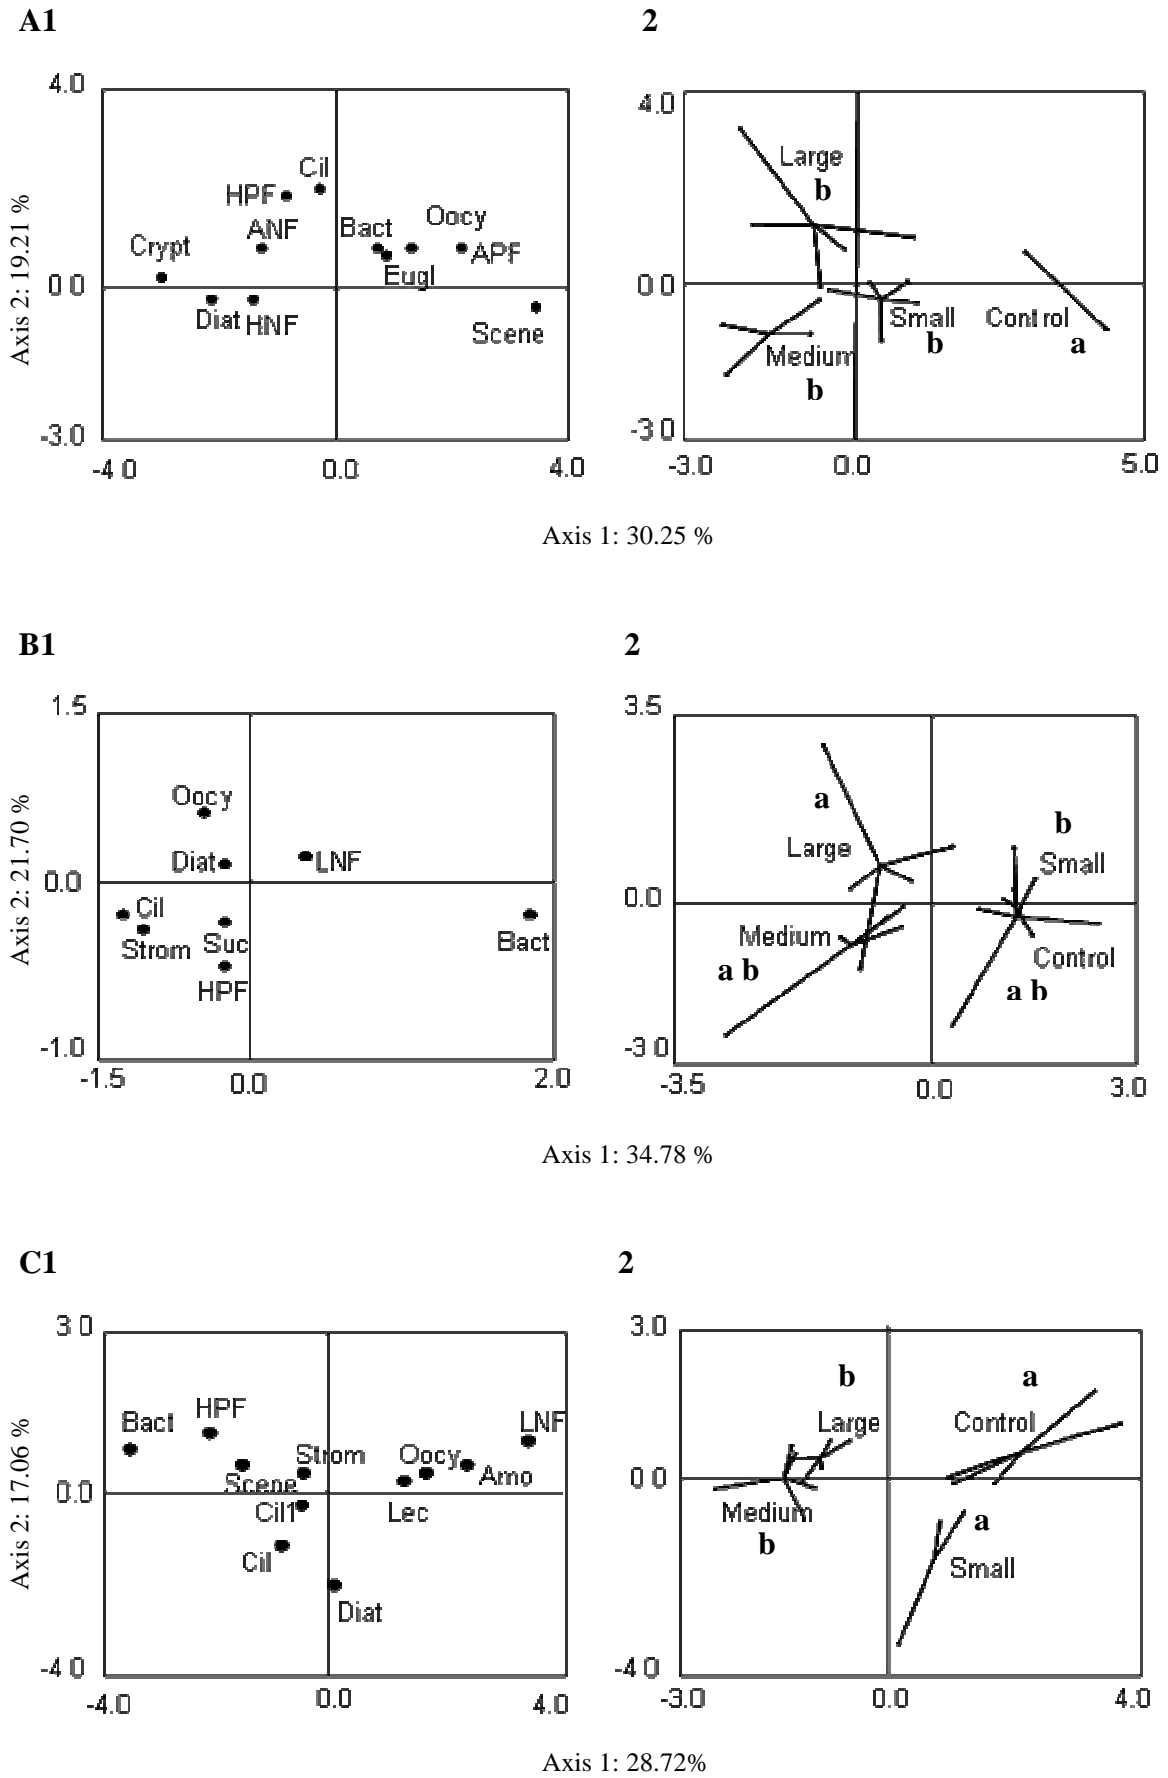 A1
2
4.0
0.0
-3.0
-4.0
0.0
4.0
Axis 2: 19.21 %
Cil
HPF
ANF
Crypt
Diat
HNF
Bact
Oocy
APF
Eugl
Scene
4.0
0.0
-3.0
-3.0
0.0
5.0
Large
b
Small
b
Control
a
Medium
b
Axis 1: 30.25 %
B1
2
1.5
0.0
-1.0
-1.5
0.0
2.0
Axis 2: 21.70 %
Oocy
Diat
LNF
Cil
Strom
Suc
HPF
Bact
3.5
0.0
-3.0
-3.5
0.0
3.0
a
Large
b
Small
Medium
a b
Control
a b
Axis 1: 34.78 %
C1
2
3.0
0.0
-4.0
-4.0
0.0
4.0
Axis 2: 17.06 %
Bact
HPF
Scene
Strom
Cil1
Cil
Diat
Oocy
Lec
Amo
LNF
3.0
0.0
-4.0
-3.0
0.0
4.0
b
Large
a
Control
Medium
b
a
Small
Axis 1: 28.72%